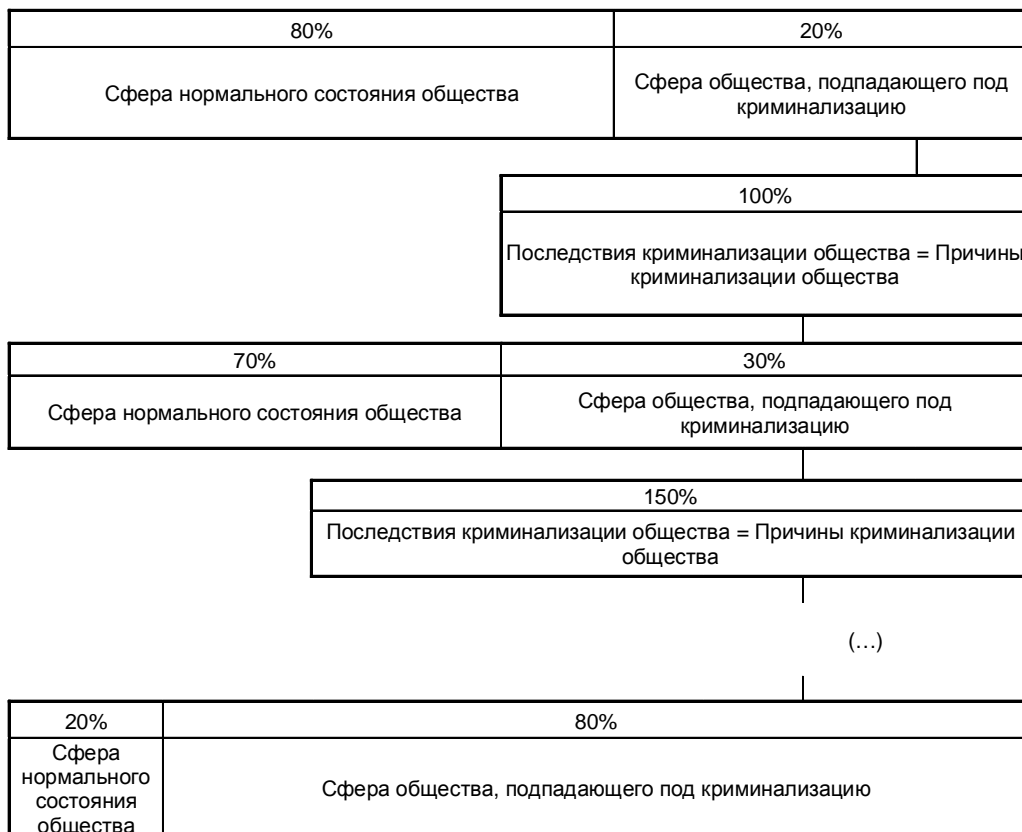 80%
20%
Сфера нормального состояния общества
Сфера общества, подпадающего под
криминализацию
100%
Последствия криминализации общества = Причины
криминализации общества
70%
30%
Сфера нормального состояния общества
Сфера общества, подпадающего под
криминализацию
150%
Последствия криминализации общества = Причины криминализации
общества
(…)
20%
80%
Сфера
нормального
состояния
общества
Сфера общества, подпадающего под криминализацию